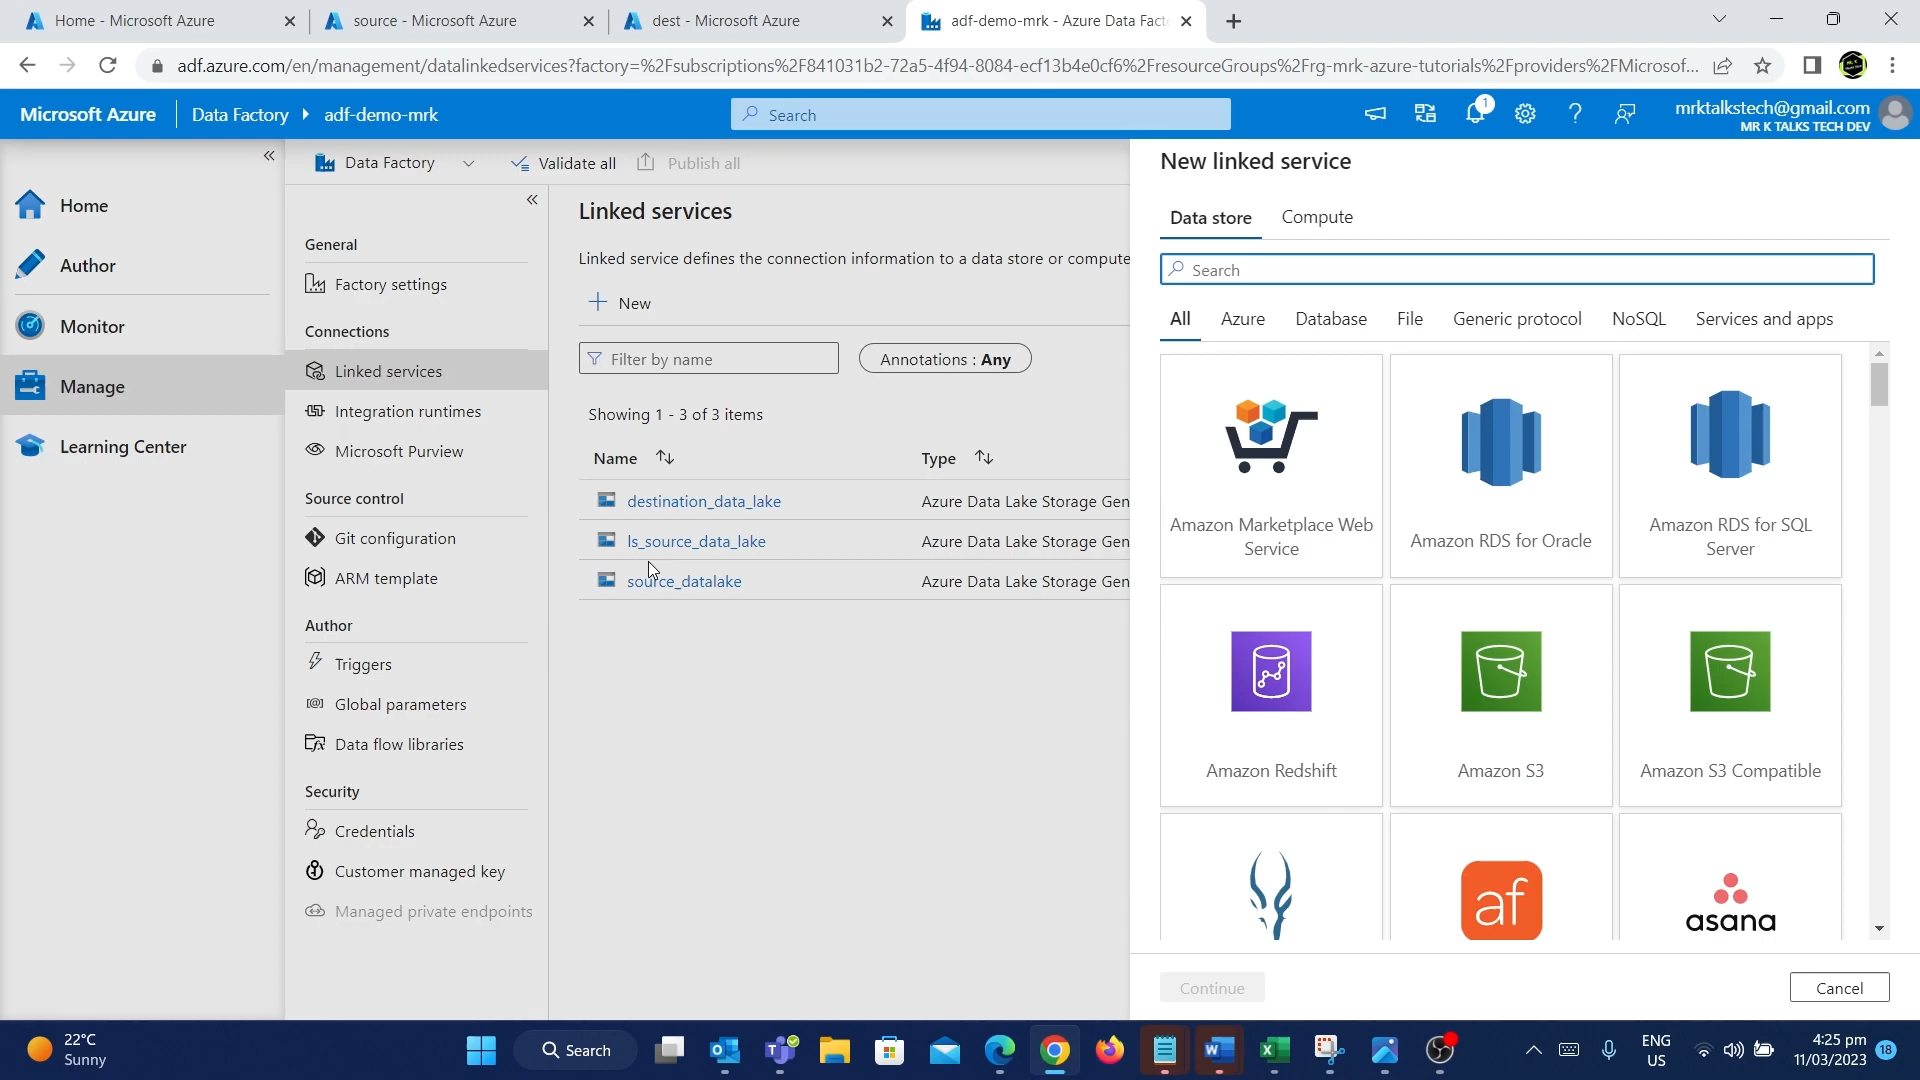 Home - Microsoft Azure
source - Microsoft Azure
dest - Microsoft Azure
adf-demo-mrk - Azure Data Fact
adf.azure.com/en/management/datalinkedservices?factory=%2Fsubscriptions%2F841031b2-72a5-4f94-8084-ecf13b4e0cf6%2FresourceGroups%2Frg-mrk-azure-tutorials%2Fproviders%2FMicrosof...
Microsoft Azure
Data Factory
adf-demo-mrk
Search
1
mrktalkstech@gmail.com
MR K TALKS TECH DEV
Home
Author
Monitor
Manage
Learning Center
Data Factory
Validate all
Publish all
General
Factory settings
Connections
Linked services
Integration runtimes
Microsoft Purview
Source control
Git configuration
ARM template
Author
Triggers
Global parameters
Data flow libraries
Security
Credentials
Customer managed key
Managed private endpoints
Linked services
Linked service defines the connection information to a data store or compute
New
Filter by name
Annotations : Any
Showing 1 - 3 of 3 items
Name
Type
destination_data_lake
Azure Data Lake Storage Gen
ls_source_data_lake
Azure Data Lake Storage Gen
source_datalake
Azure Data Lake Storage Gen
New linked service
Data store
Compute
Search
All
Azure
Database
File
Generic protocol
NoSQL
Services and apps
Amazon Marketplace Web
Service
Amazon RDS for Oracle
Amazon RDS for SQL
Server
Amazon Redshift
Amazon S3
Amazon S3 Compatible
af
asana
Continue
Cancel
22°C
Sunny
Search
ENG
US
4:25 pm
11/03/2023
18